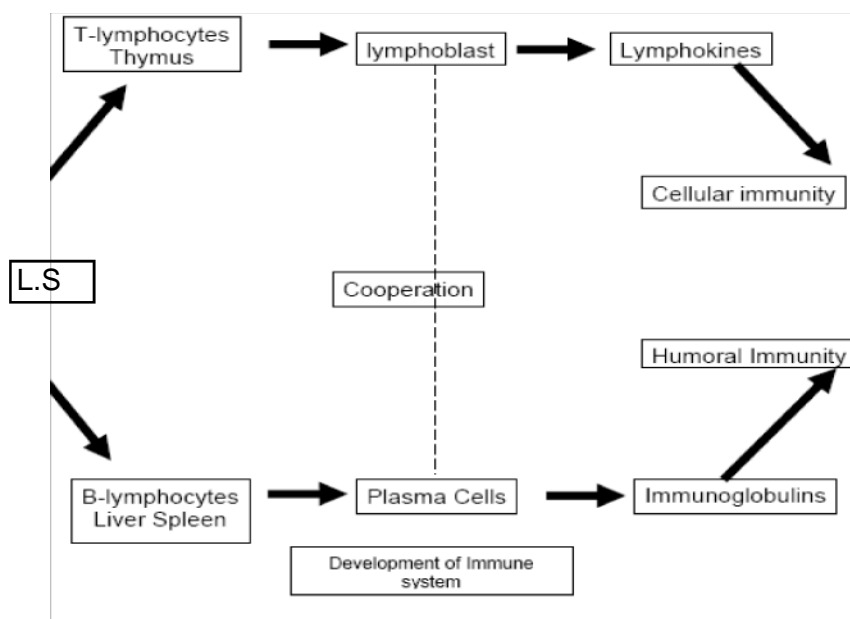 T-lymphocytes
Thymus
lymphoblast
Lymphokines
Cellular immunity
L.S
Cooperation
Humoral Immunity
B-lymphocytes
Liver Spleen
Plasma Cells
Immunoglobulins
Development of Immune
system